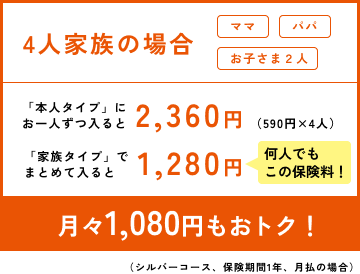 4人家族の場合
ママ パパ
お子さま2人
「本人タイプ」に
お一人ずつ入ると
2,360円 （590円×4人）
「家族タイプ」で
まとめて入ると
1,280円
何人でも
この保険料！
月々1,080円もおトク！
（シルバーコース、保険期間1年、月払の場合）